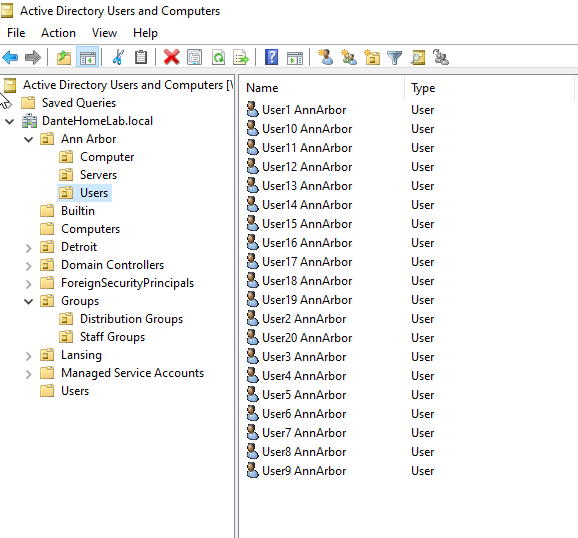 Active Directory Users and Computers
File Action View Help
Active Directory Users and Computers [
Saved Queries
DanteHomeLab.local
Ann Arbor
Computer
Servers
Users
Builtin
Computers
Detroit
Domain Controllers
ForeignSecurityPrincipals
Groups
Distribution Groups
Staff Groups
Lansing
Managed Service Accounts
Users
Name Type
User1 AnnArbor User
User10 AnnArbor User
User11 AnnArbor User
User12 AnnArbor User
User13 AnnArbor User
User14 AnnArbor User
User15 AnnArbor User
User16 AnnArbor User
User17 AnnArbor User
User18 AnnArbor User
User19 AnnArbor User
User2 AnnArbor User
User20 AnnArbor User
User3 AnnArbor User
User4 AnnArbor User
User5 AnnArbor User
User6 AnnArbor User
User7 AnnArbor User
User8 AnnArbor User
User9 AnnArbor User